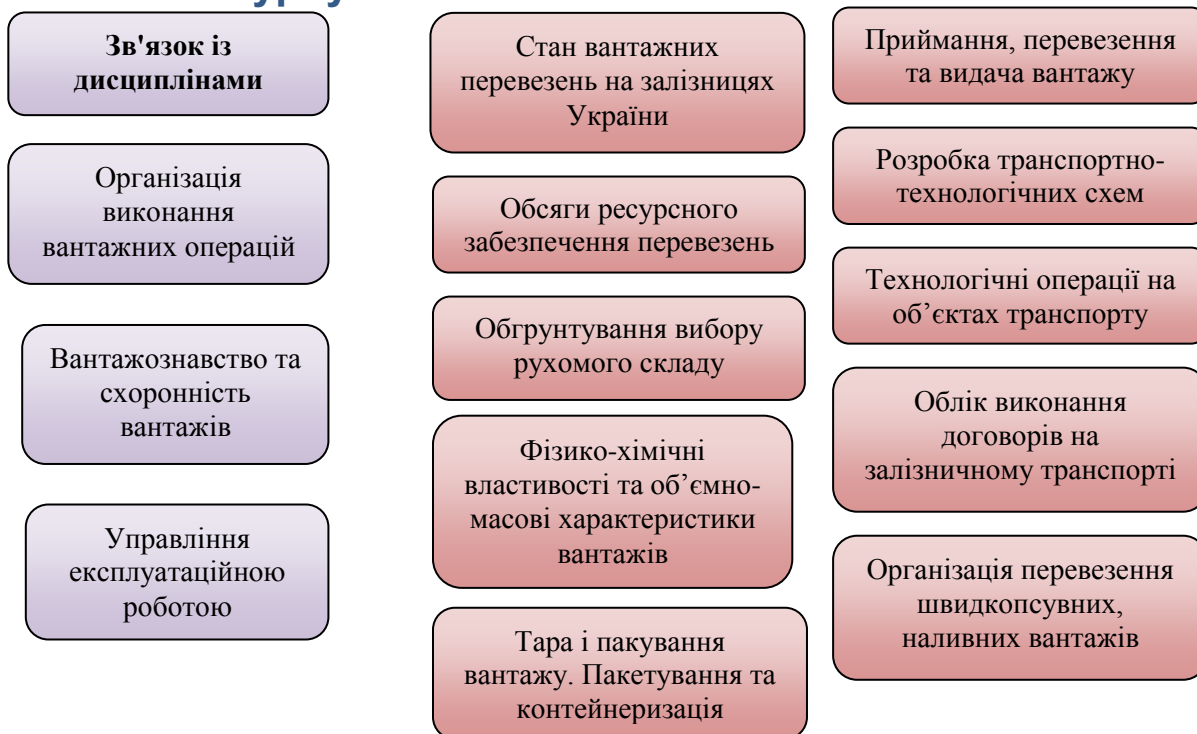 Зв'язок із
дисциплінами
Організація
виконання
вантажних операцій
Вантажознавство та
схоронність
вантажів
Управління
експлуатаційною
роботою
Стан вантажних
перевезень на залізницях
України
Обсяги ресурсного
забезпечення перевезень
Обгрунтування вибору
рухомого складу
Фізико-хімічні
властивості та об’ємно-
масові характеристики
вантажів
Тара і пакування
вантажу. Пакетування та
контейнеризація
Приймання, перевезення
та видача вантажу
Розробка транспортно-
технологічних схем
Технологічні операції на
об’єктах транспорту
Облік виконання
договорів на
залізничному транспорті
Організація перевезення
швидкопсувних,
наливних вантажів